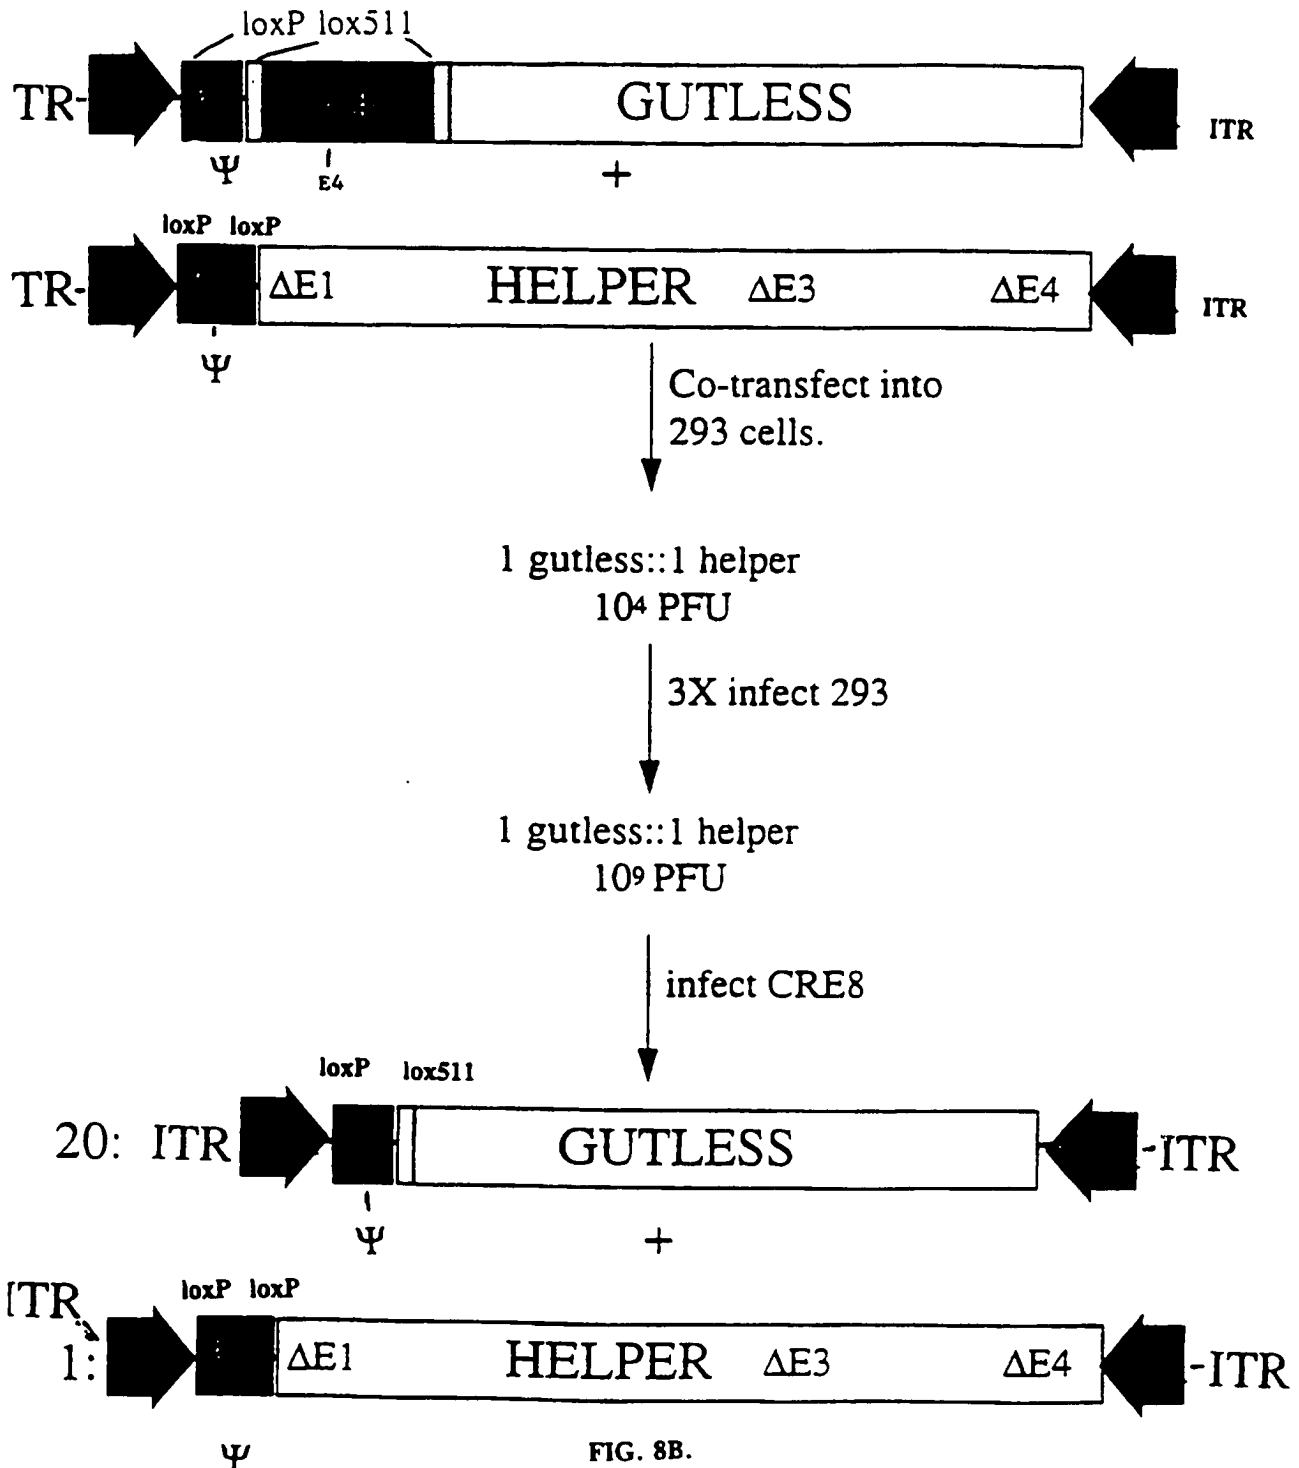 loxP lox511
TR- GUTLESS ITR
Ψ E4 +
loxP loxP
TR- ΔE1 HELPER ΔE3 ΔE4 ITR
Ψ
Co-transfect into
293 cells.
1 gutless::1 helper
10⁴ PFU
3X infect 293
1 gutless::1 helper
10⁹ PFU
infect CRE8
loxP lox511
20: ITR GUTLESS -ITR
Ψ +
loxP loxP
ITR
1: ΔE1 HELPER ΔE3 ΔE4 -ITR
Ψ
FIG. 8B.